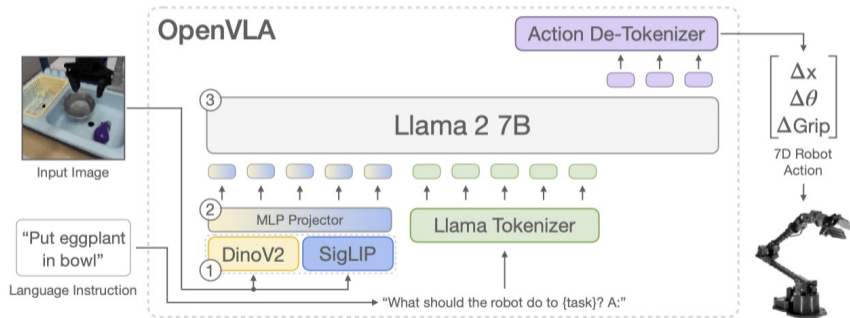 OpenVLA
Action De-Tokenizer
Δx
Δθ
ΔGrip
7D Robot
Action
③
Llama 2 7B
Input Image
②
MLP Projector
Llama Tokenizer
①
DinoV2
SigLIP
“Put eggplant
in bowl”
Language Instruction
“What should the robot do to {task}? A:”